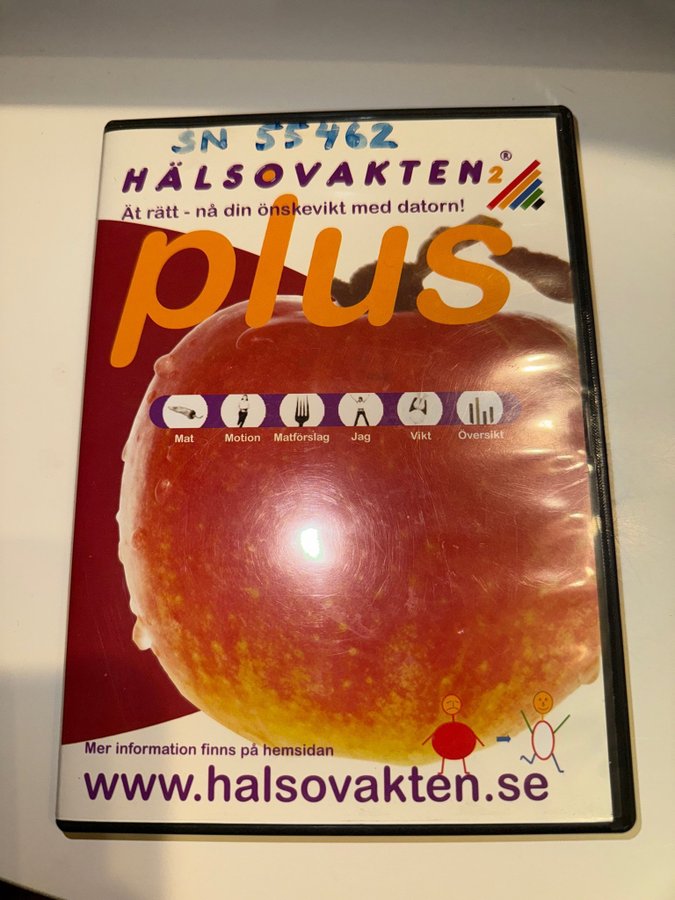 SN 55462
HÄLSOVAKTEN2®
Ät rätt - nå din önskevikt med datorn!
plus
Mat Motion Matförslag Jag Vikt Översikt
Mer information finns på hemsidan
www.halsovakten.se